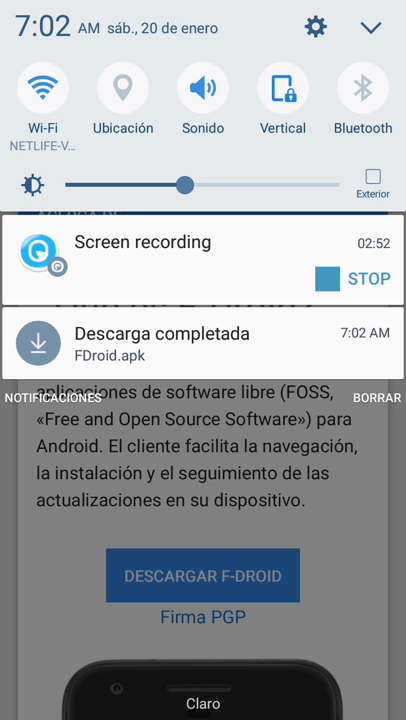 7:02 AM sáb., 20 de enero
Wi-Fi
NETLIFE-V...
Ubicación
Sonido
Vertical
Bluetooth
Exterior
Screen recording
02:52
STOP
Descarga completada
7:02 AM
FDroid.apk
aplicaciones de software libre (FOSS,
NOTIFICACIONES
BORRAR
«Free and Open Source Software») para
Android. El cliente facilita la navegación,
la instalación y el seguimiento de las
actualizaciones en su dispositivo.
DESCARGAR F-DROID
Firma PGP
Claro